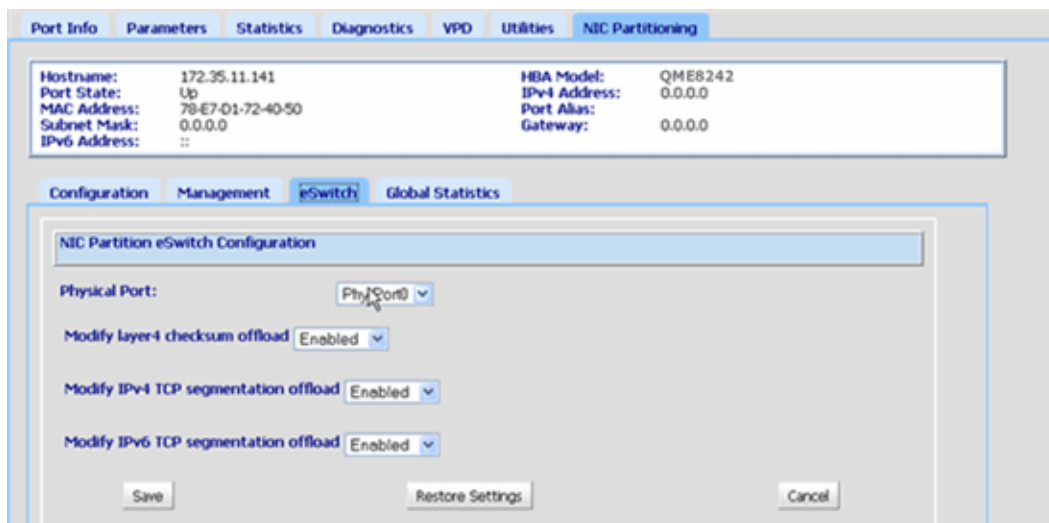 Port Info Parameters Statistics Diagnostics VPD Utilities NIC Partitioning
Hostname: 172.35.11.141 HBA Model: QME8242
Port State: Up IPv4 Address: 0.0.0.0
MAC Address: 78-E7-D1-72-40-50 Port Alias:
Subnet Mask: 0.0.0.0 Gateway: 0.0.0.0
IPv6 Address: ::
Configuration Management eSwitch Global Statistics
NIC Partition eSwitch Configuration
Physical Port: PhyPort0
Modify layer4 checksum offload Enabled
Modify IPv4 TCP segmentation offload Enabled
Modify IPv6 TCP segmentation offload Enabled
Save Restore Settings Cancel